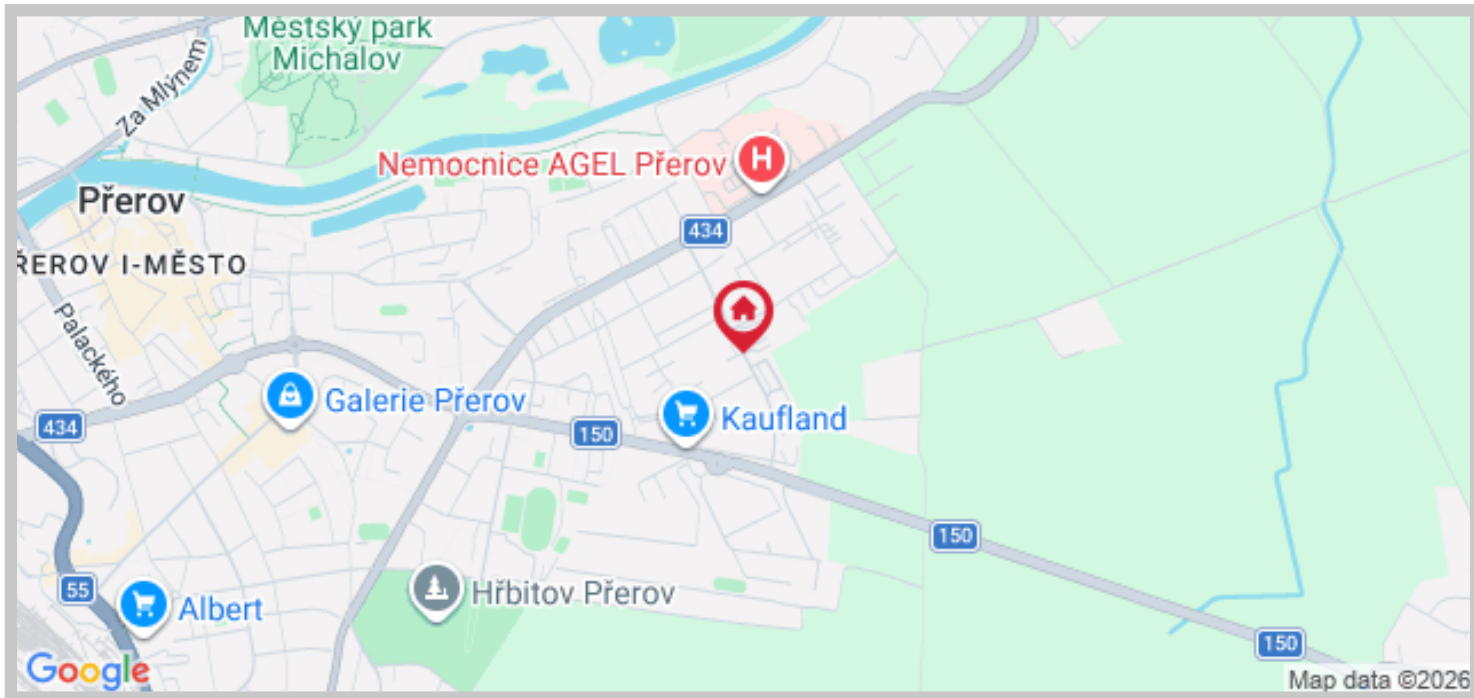 Městský park
Michalov
Za Mlýnem
Nemocnice AGEL Přerov
H
Přerov
434
ŘEROV I-MĚSTO
Palackého
Galerie Přerov
Kaufland
434
150
150
Hřbitov Přerov
55
Albert
150
Google
Map data ©2026